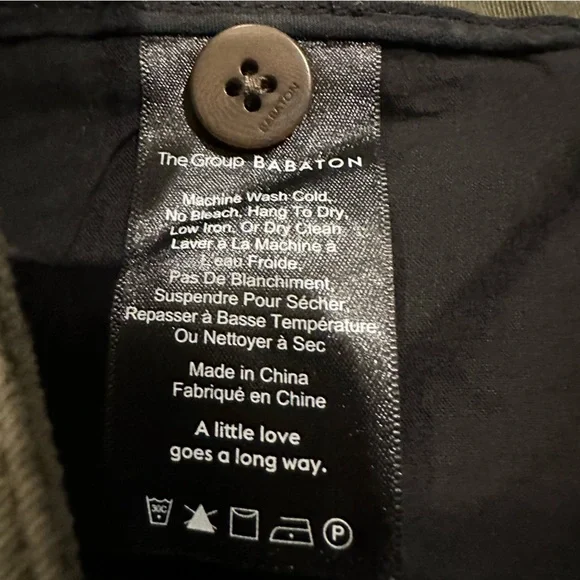 BABATON
The Group BABATON
Machine Wash Cold,
No Bleach, Hang To Dry,
Low Iron, Or Dry Clean
Laver à La Machine à
L'eau Froide,
Pas De Blanchiment,
Suspendre Pour Sécher,
Repasser à Basse Température
Ou Nettoyer à Sec
Made in China
Fabriqué en Chine
A little love
goes a long way.
30C P